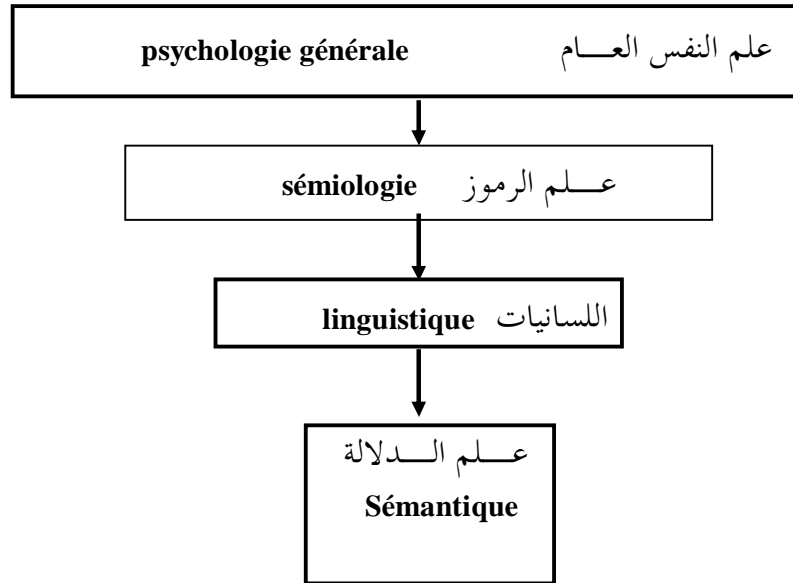 علم النفس العـــام psychologie générale
عـــلم الرموز sémiologie
اللسانيات linguistique
عـــلم الـــدلالة
Sémantique